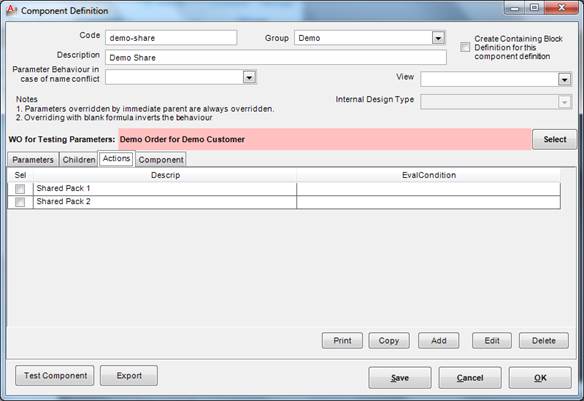 Component Definition
Code demo-share Group Demo Create Containing Block
Definition for this
component definition
Description Demo Share
Parameter Behaviour in
case of name conflict View
Notes Internal Design Type
1. Parameters overridden by immediate parent are always overridden.
2. Overriding with blank formula inverts the behaviour
WO for Testing Parameters: Demo Order for Demo Customer Select
Parameters Children Actions Component
Sel Descrip EvalCondition
Shared Pack 1
Shared Pack 2
Print Copy Add Edit Delete
Test Component Export Save Cancel OK